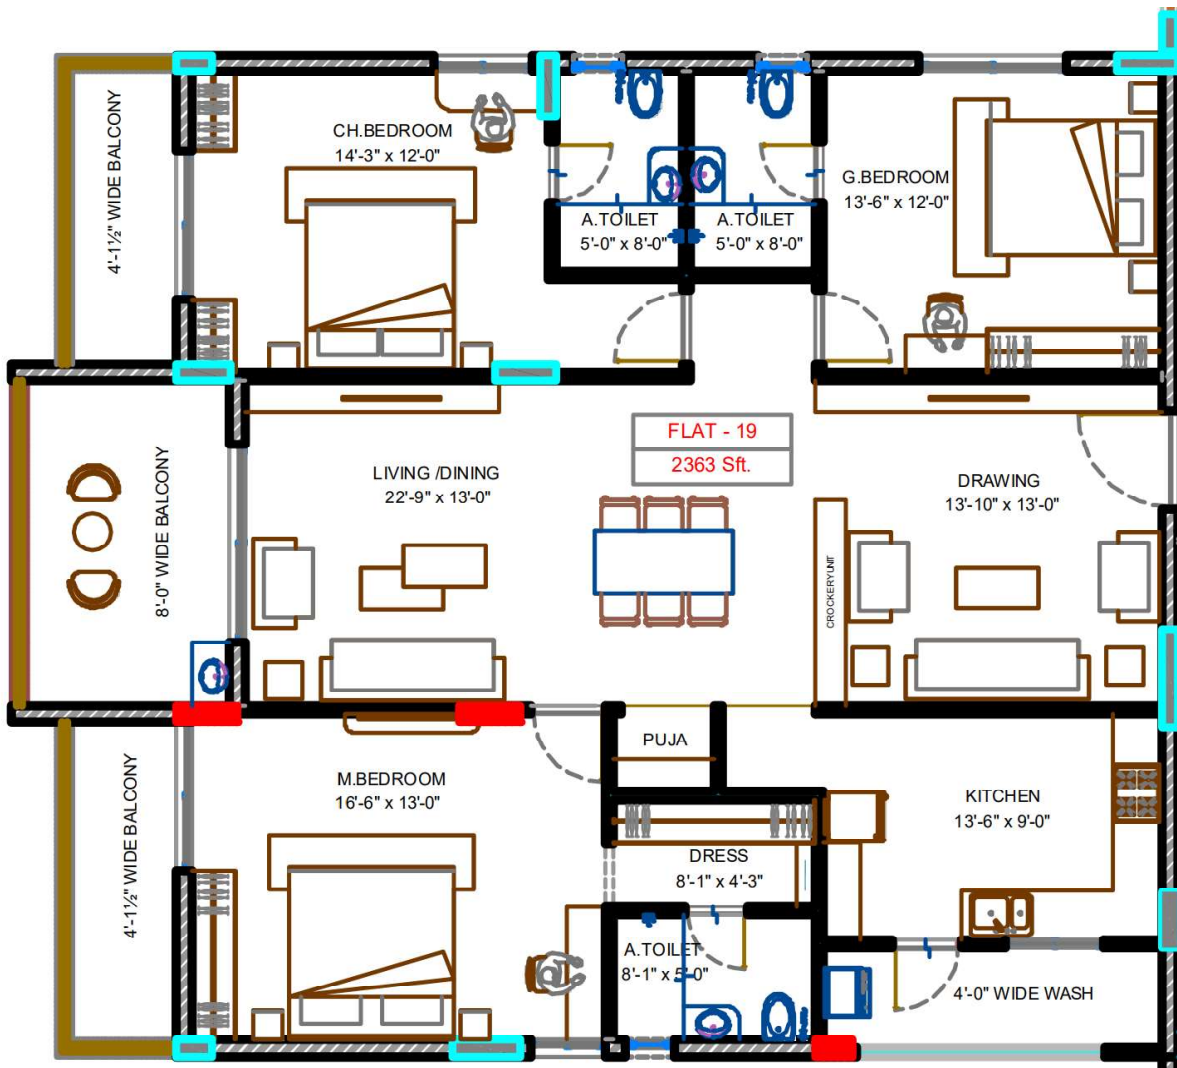 4'-1½" WIDE BALCONY
CH.BEDROOM
14'-3" x 12'-0"
A.TOILET
5'-0" x 8'-0"
A.TOILET
5'-0" x 8'-0"
G.BEDROOM
13'-6" x 12'-0"
FLAT - 19
2363 Sft.
8'-0" WIDE BALCONY
LIVING /DINING
22'-9" x 13'-0"
CROCKERY UNIT
DRAWING
13'-10" x 13'-0"
4'-1½" WIDE BALCONY
M.BEDROOM
16'-6" x 13'-0"
PUJA
KITCHEN
13'-6" x 9'-0"
DRESS
8'-1" x 4'-3"
A.TOILET
8'-1" x 5'-0"
4'-0" WIDE WASH